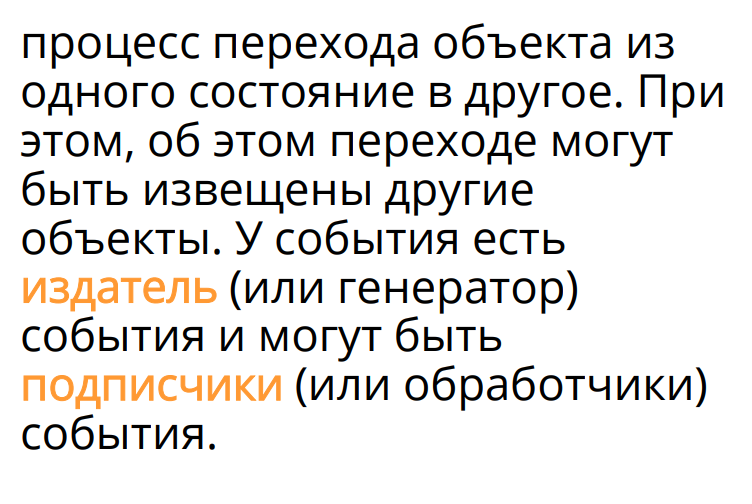 процесс перехода объекта из
одного состояние в другое. При
этом, об этом переходе могут
быть извещены другие
объекты. У события есть
издатель (или генератор)
события и могут быть
подписчики (или обработчики)
события.